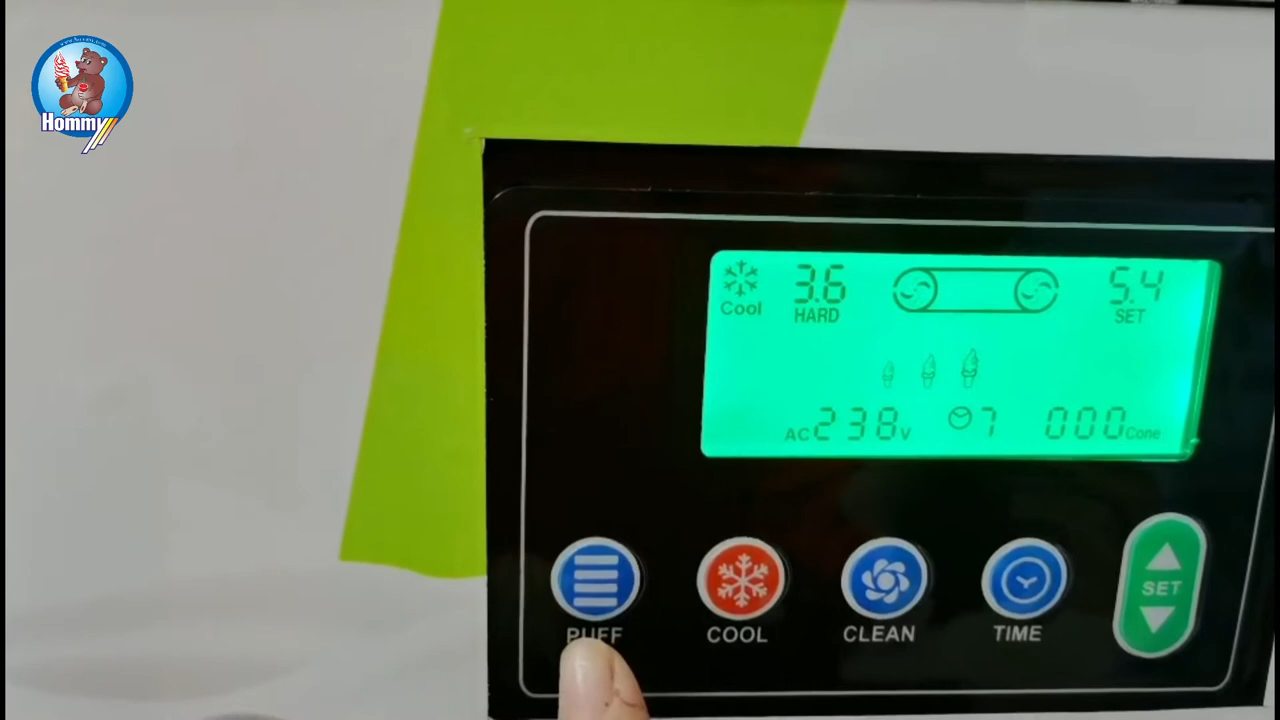 Hommy
Cool
3.6
HARD
5.4
SET
AC 238V
7
000 Cone
PUFF
COOL
CLEAN
TIME
SET